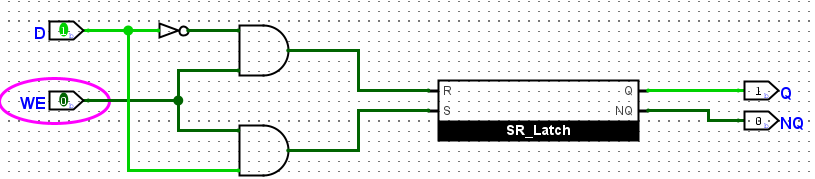 D 1
WE 0
R Q
S NQ
SR_Latch
1 Q
0 NQ